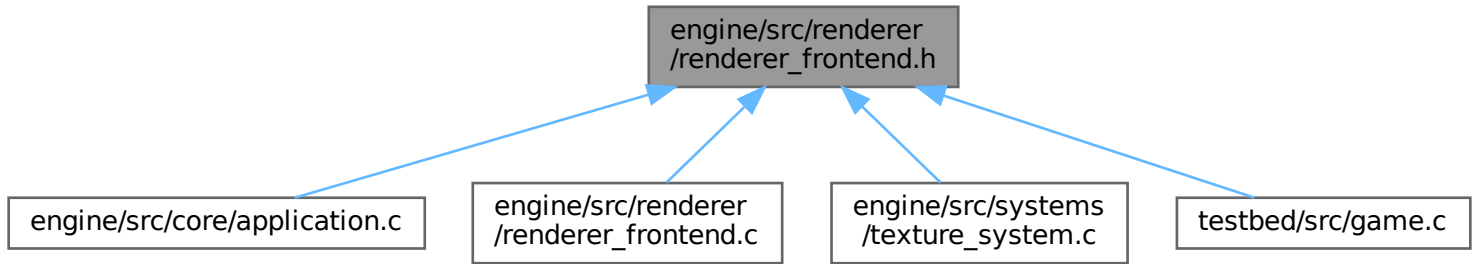 engine/src/renderer
/renderer_frontend.h
engine/src/core/application.c
engine/src/renderer
/renderer_frontend.c
engine/src/systems
/texture_system.c
testbed/src/game.c